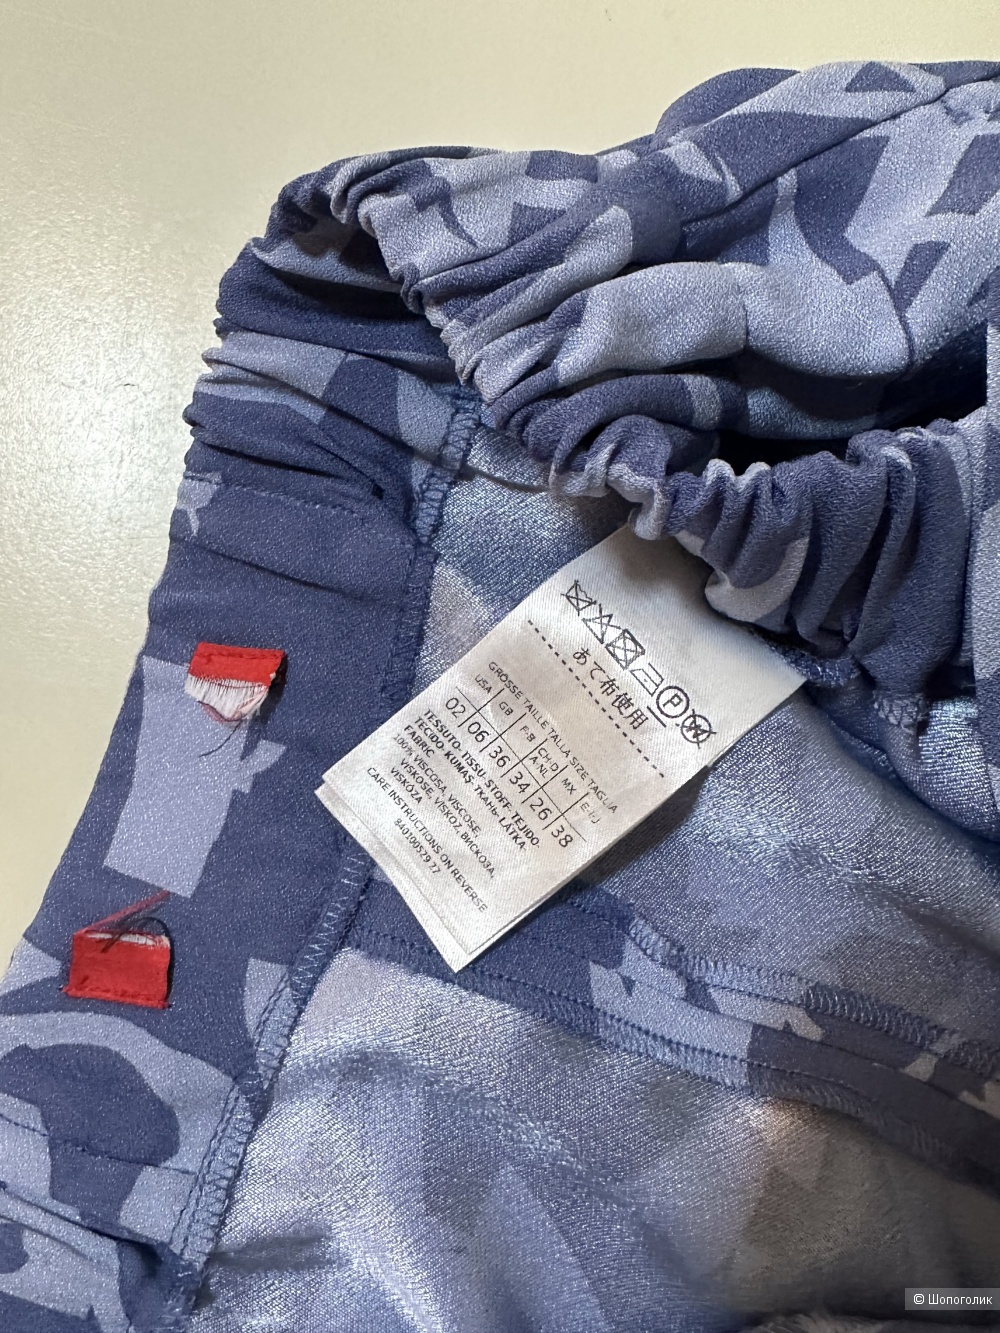 あて布使用
GRÖSSE TAILLE TALLA SIZE TAGLIA
USA GB F-B CH-D A-NL MX E-HJ
02 06 36 34 26 38
TESSUTO-TISSU-STOFF-TEJIDO-
TECIDO-KUMAŞ-ТКАНЬ-LÁTKA-
FABRIC
100% VISCOSA, VISCOSE,
VISKOSE, VISKOZ, ВИСКОЗА,
VISKÓZA
CARE INSTRUCTIONS ON REVERSE
© Шопоголик